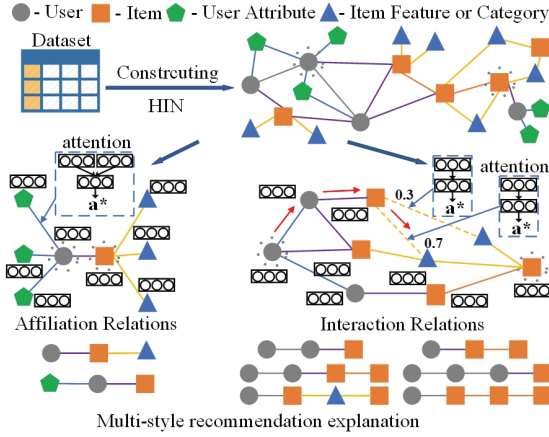 - User - Item - User Attribute - Item Feature or Category
Dataset
Constrcuting
HIN
attention
a*
attention
0.3
a*
a*
0.7
Affiliation Relations
Interaction Relations
Multi-style recommendation explanation